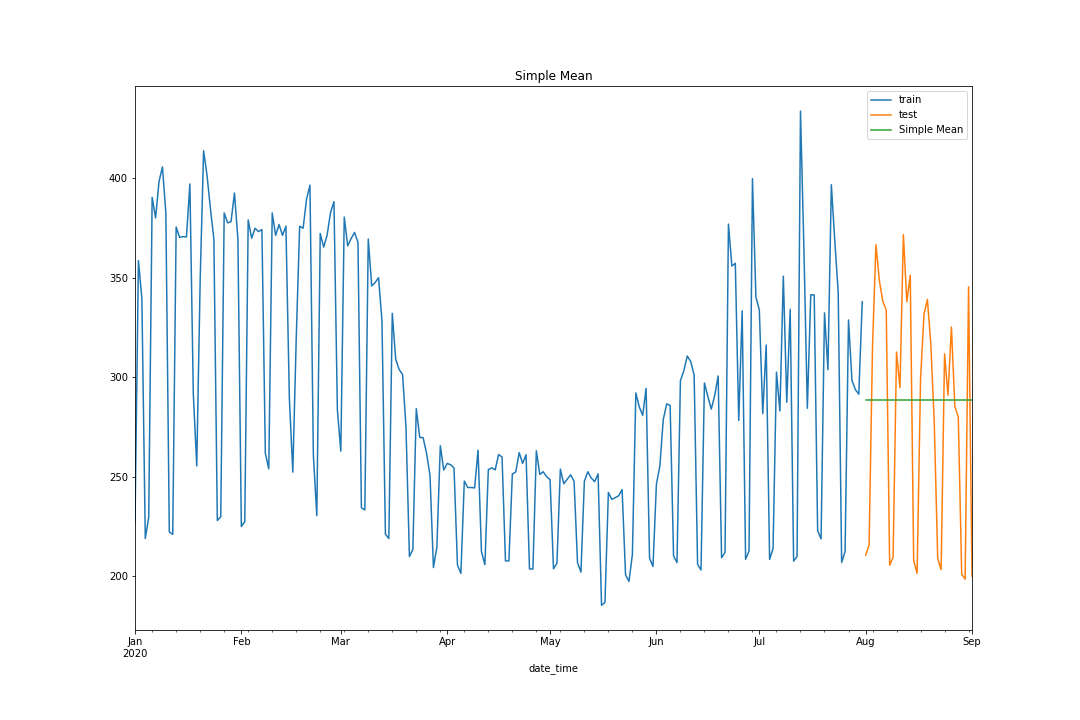 Simple Mean
train
test
Simple Mean
400
350
300
250
200
Jan Feb Mar Apr May Jun Jul Aug Sep
2020
date_time